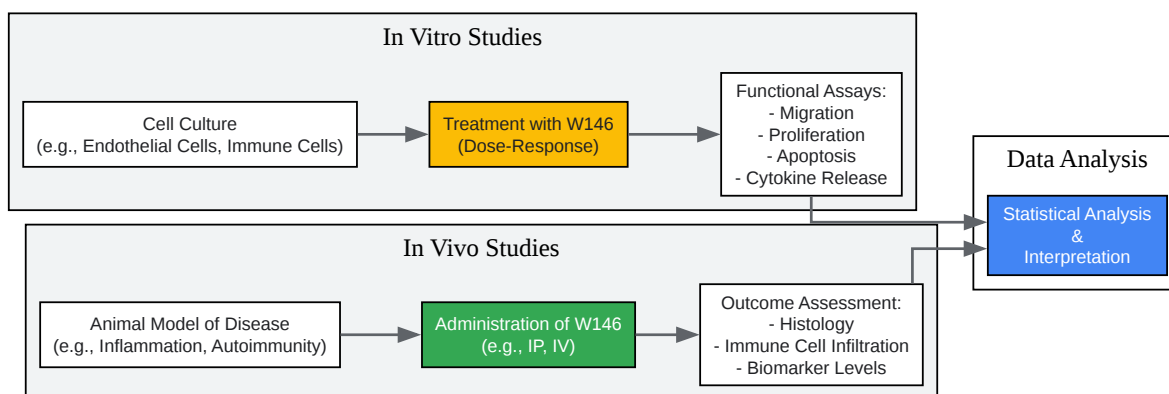 In Vitro Studies
Cell Culture
(e.g., Endothelial Cells, Immune Cells)
Treatment with W146
(Dose-Response)
Functional Assays:
- Migration
- Proliferation
- Apoptosis
- Cytokine Release
In Vivo Studies
Animal Model of Disease
(e.g., Inflammation, Autoimmunity)
Administration of W146
(e.g., IP, IV)
Outcome Assessment:
- Histology
- Immune Cell Infiltration
- Biomarker Levels
Data Analysis
Statistical Analysis
&
Interpretation